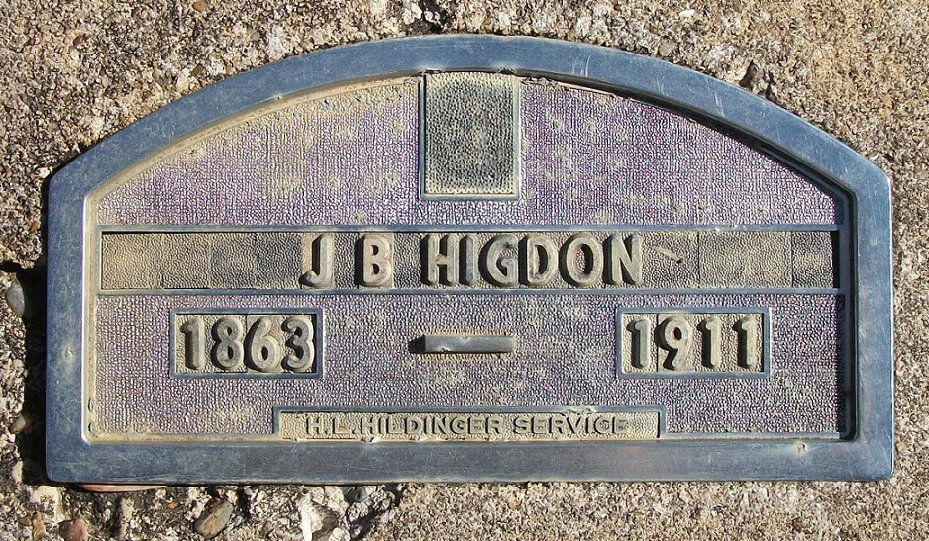 J B HIGDON
1863 — 1911
H.L. HILDINGER SERVICE